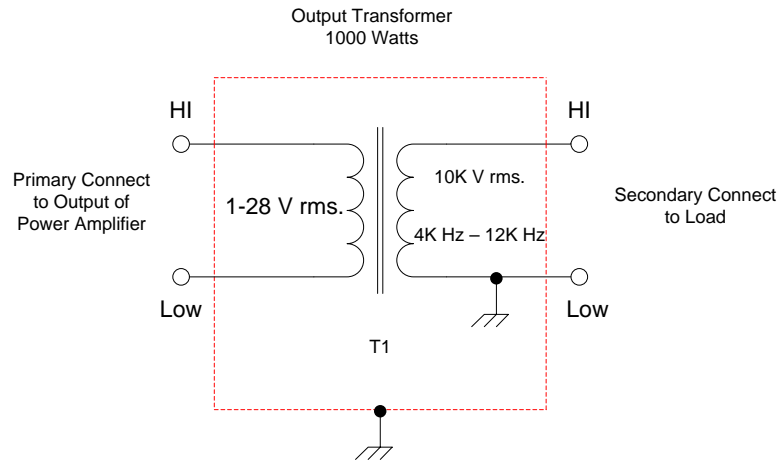 Output Transformer
1000 Watts
HI
HI
Primary Connect
to Output of
Power Amplifier
1-28 V rms.
10K V rms.
4K Hz – 12K Hz
Secondary Connect
to Load
Low
Low
T1